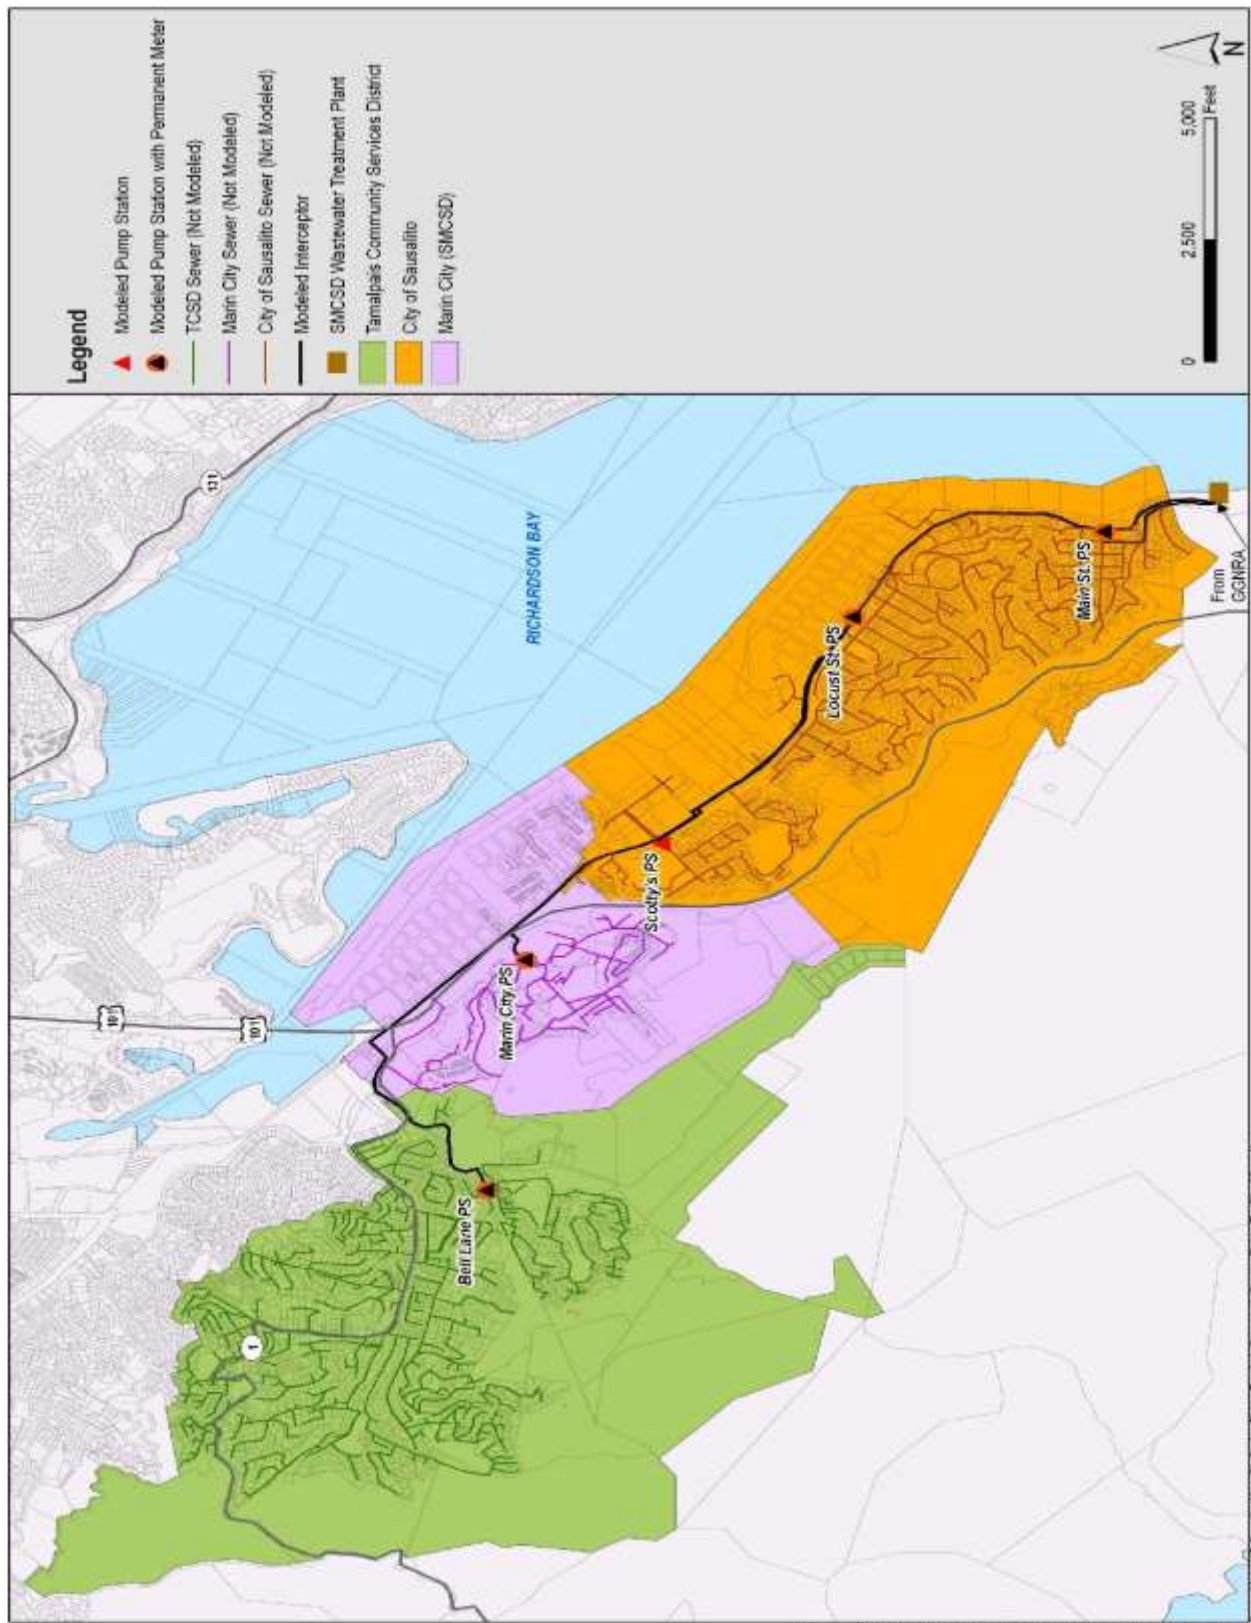 Legend
Modeled Pump Station
Modeled Pump Station with Permanent Meter
TCSD Sewer (Not Modeled)
Marin City Sewer (Not Modeled)
City of Sausalito Sewer (Not Modeled)
Modeled Interceptor
SMCSD Wastewater Treatment Plant
Tamalpais Community Services District
City of Sausalito
Marin City (SMCSD)
0 2,500 5,000
Feet
N
131
101
101
1
RICHARDSON BAY
Bell Lane PS
Marin City PS
Scotty's PS
Locust St. PS
Main St. PS
From
GGNRA